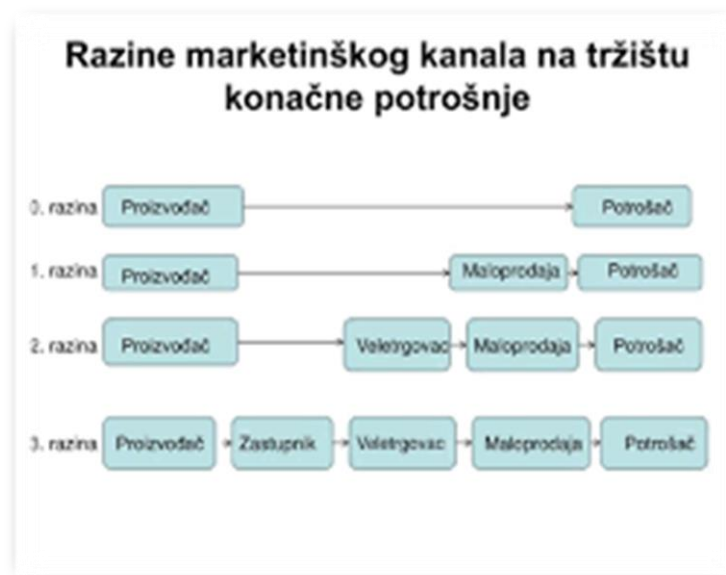 Razine marketinškog kanala na tržištu
konačne potrošnje
0. razina Proizvođač Potrošač
1. razina Proizvođač Maloprodaja Potrošač
2. razina Proizvođač Veletrgovac Maloprodaja Potrošač
3. razina Proizvođač Zastupnik Veletrgovac Maloprodaja Potrošač